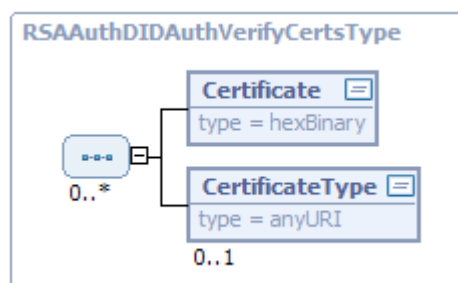 RSAAuthDIDAuthVerifyCertsType
Certificate
type = hexBinary
0..*
CertificateType
type = anyURI
0..1